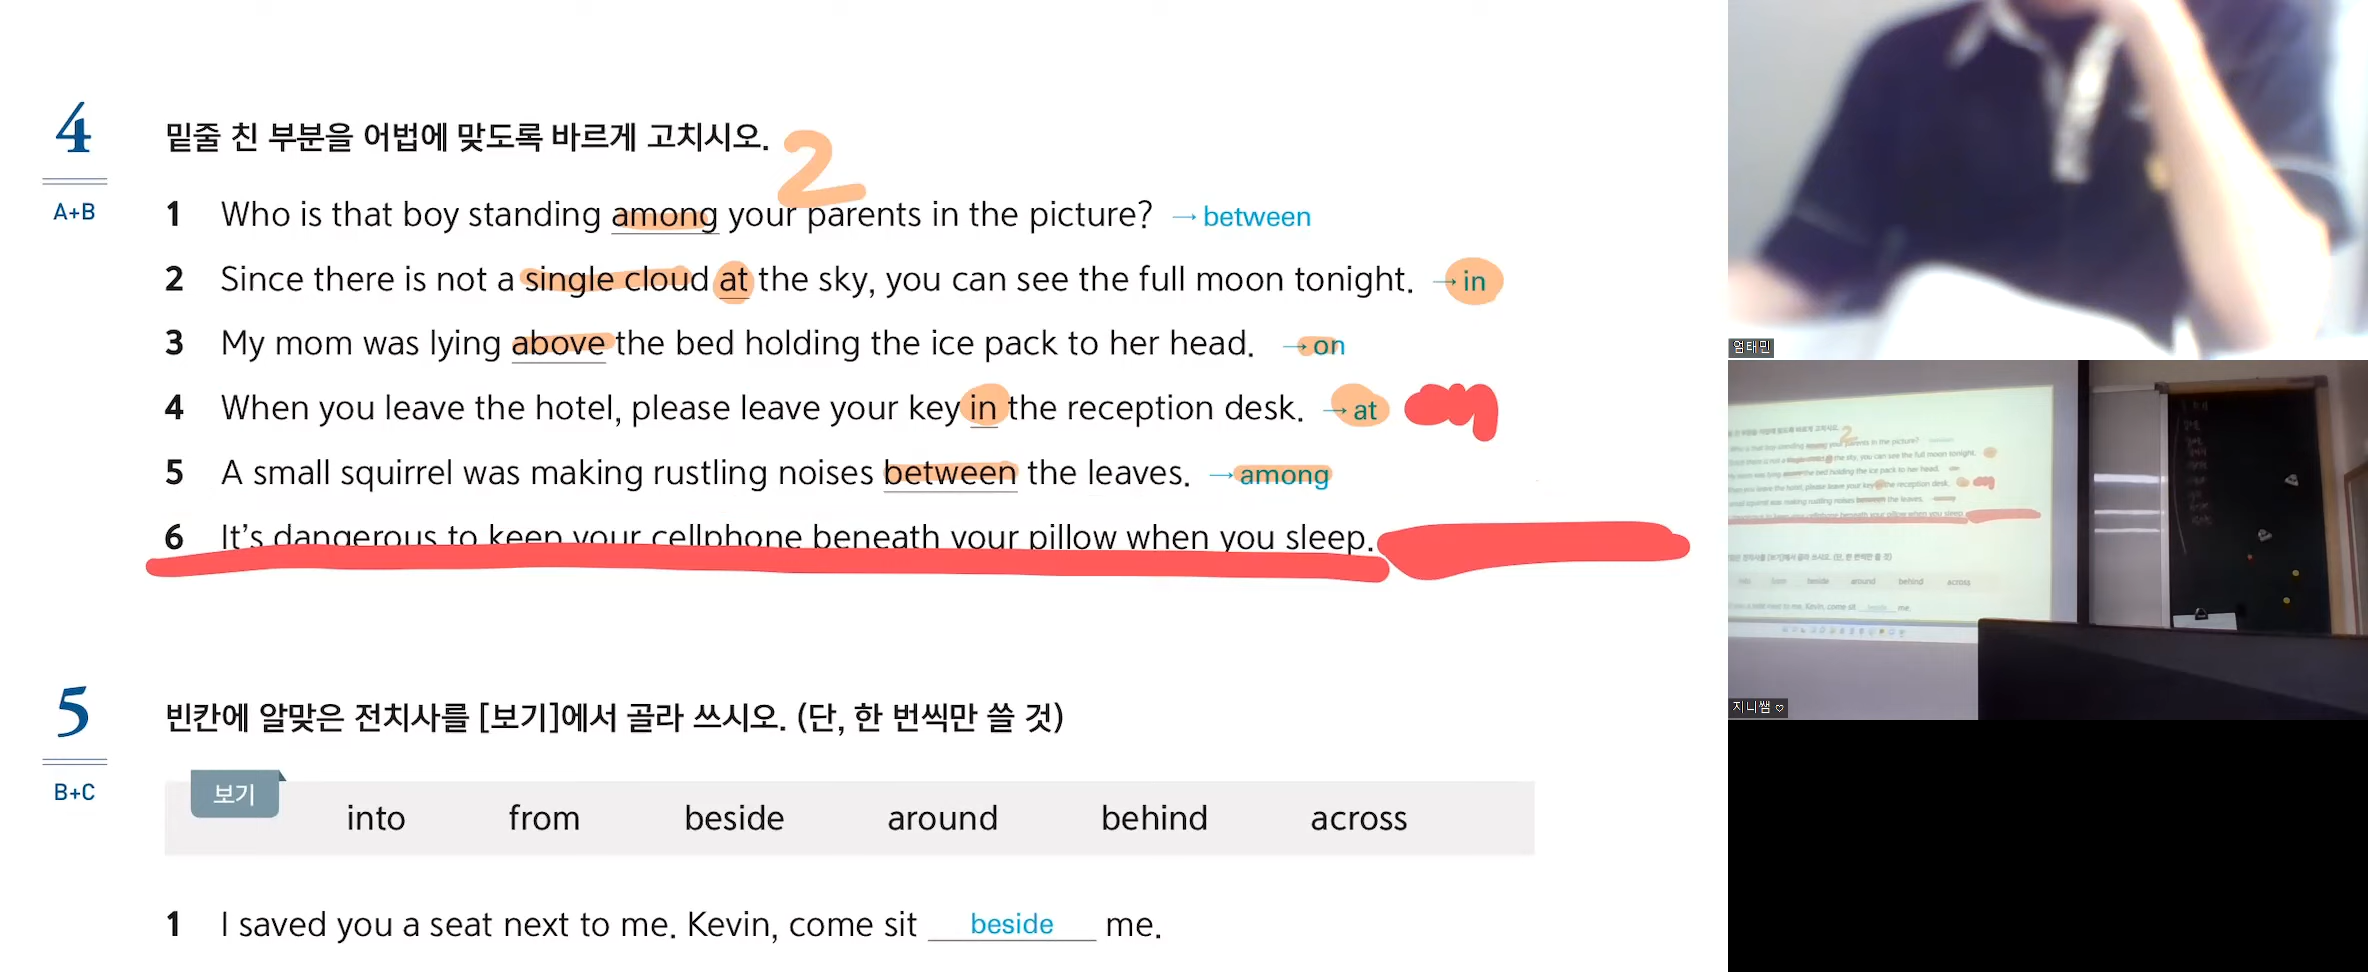 4
A+B
밑줄 친 부분을 어법에 맞도록 바르게 고치시오.
2
1 Who is that boy standing among your parents in the picture? → between
2 Since there is not a single cloud at the sky, you can see the full moon tonight. → in
3 My mom was lying above the bed holding the ice pack to her head. → on
4 When you leave the hotel, please leave your key in the reception desk. → at
5 A small squirrel was making rustling noises between the leaves. → among
6 It's dangerous to keep your cellphone beneath your pillow when you sleep.
5
B+C
빈칸에 알맞은 전치사를 [보기]에서 골라 쓰시오. (단, 한 번씩만 쓸 것)
보기
into from beside around behind across
1 I saved you a seat next to me. Kevin, come sit beside me.
엄태민
지니쌤 ♡